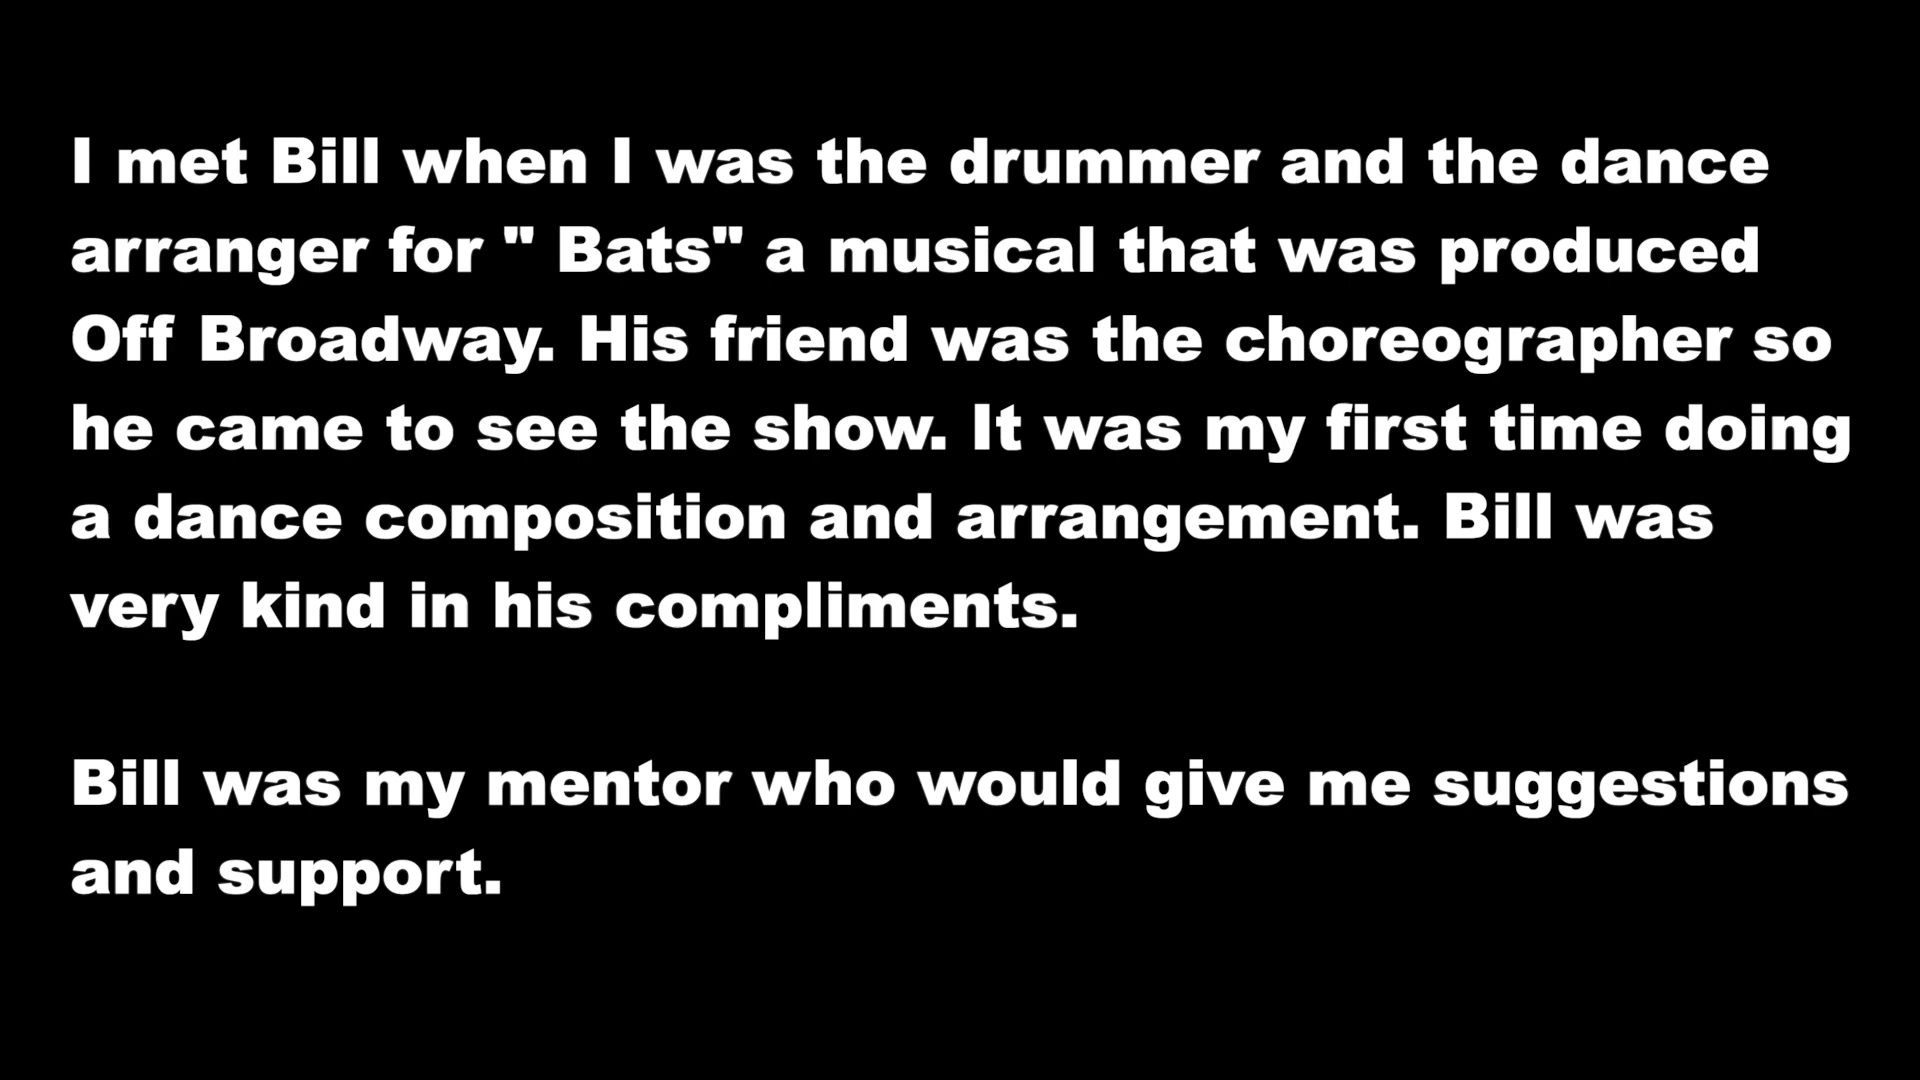 I met Bill when I was the drummer and the dance
arranger for " Bats" a musical that was produced
Off Broadway. His friend was the choreographer so
he came to see the show. It was my first time doing
a dance composition and arrangement. Bill was
very kind in his compliments.
Bill was my mentor who would give me suggestions
and support.